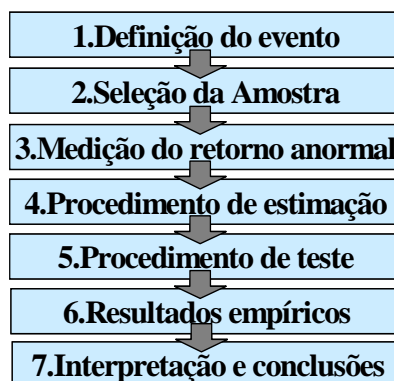 1.Definição do evento
2.Seleção da Amostra
3.Medição do retorno anormal
4.Procedimento de estimação
5.Procedimento de teste
6.Resultados empíricos
7.Interpretação e conclusões